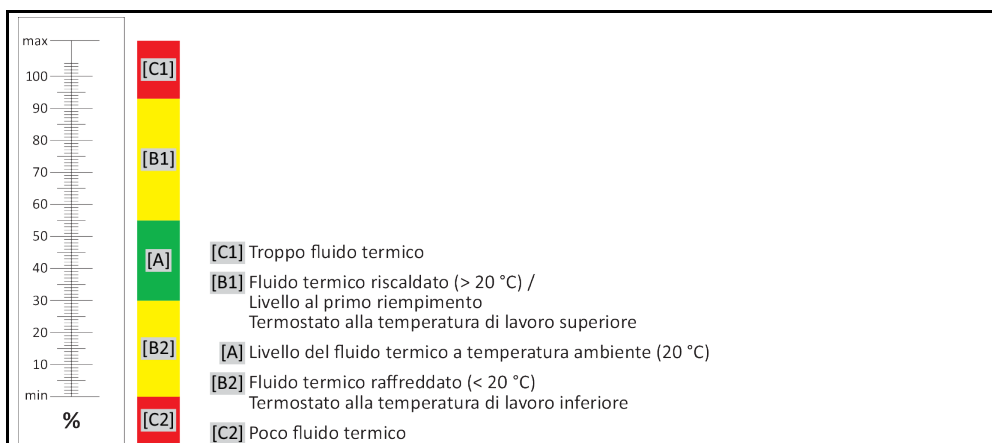 max
100
90
80
70
60
50
40
30
20
10
min
%
[C1]
[B1]
[A]
[B2]
[C2]
[C1] Troppo fluido termico
[B1] Fluido termico riscaldato (> 20 °C) /
Livello al primo riempimento
Termostato alla temperatura di lavoro superiore
[A] Livello del fluido termico a temperatura ambiente (20 °C)
[B2] Fluido termico raffreddato (< 20 °C)
Termostato alla temperatura di lavoro inferiore
[C2] Poco fluido termico